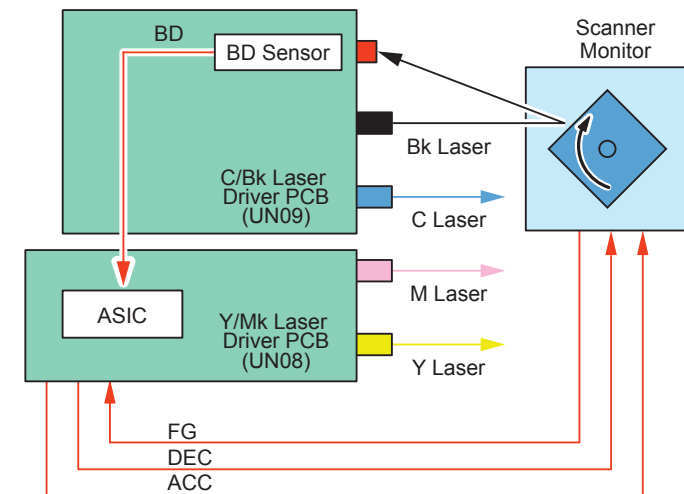 BD
BD Sensor
Scanner
Monitor
Bk Laser
C/Bk Laser
Driver PCB
(UN09)
C Laser
M Laser
ASIC
Y/Mk Laser
Driver PCB
(UN08)
Y Laser
FG
DEC
ACC